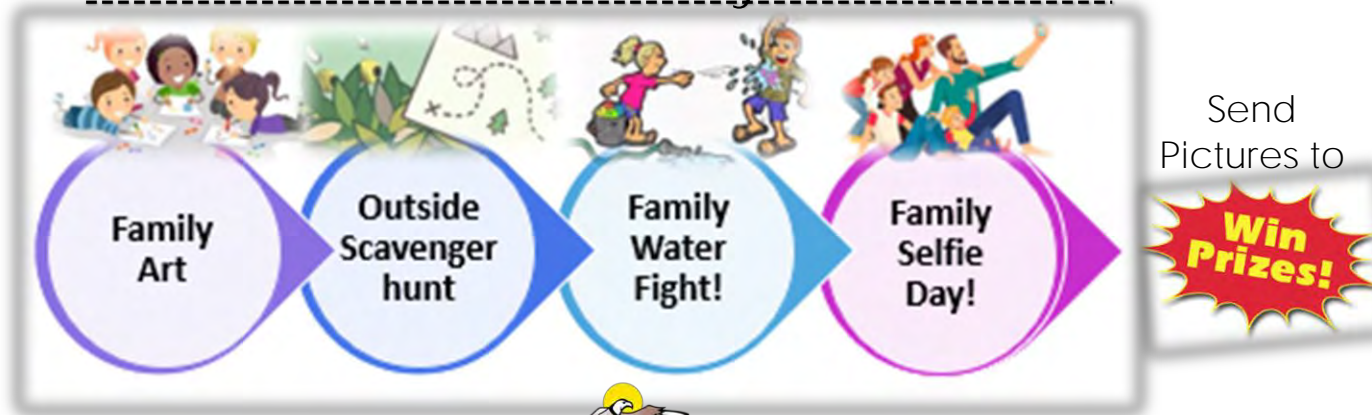 Family
Art
Outside
Scavenger
hunt
Family
Water
Fight!
Family
Selfie
Day!
Send
Pictures to
Win
Prizes!